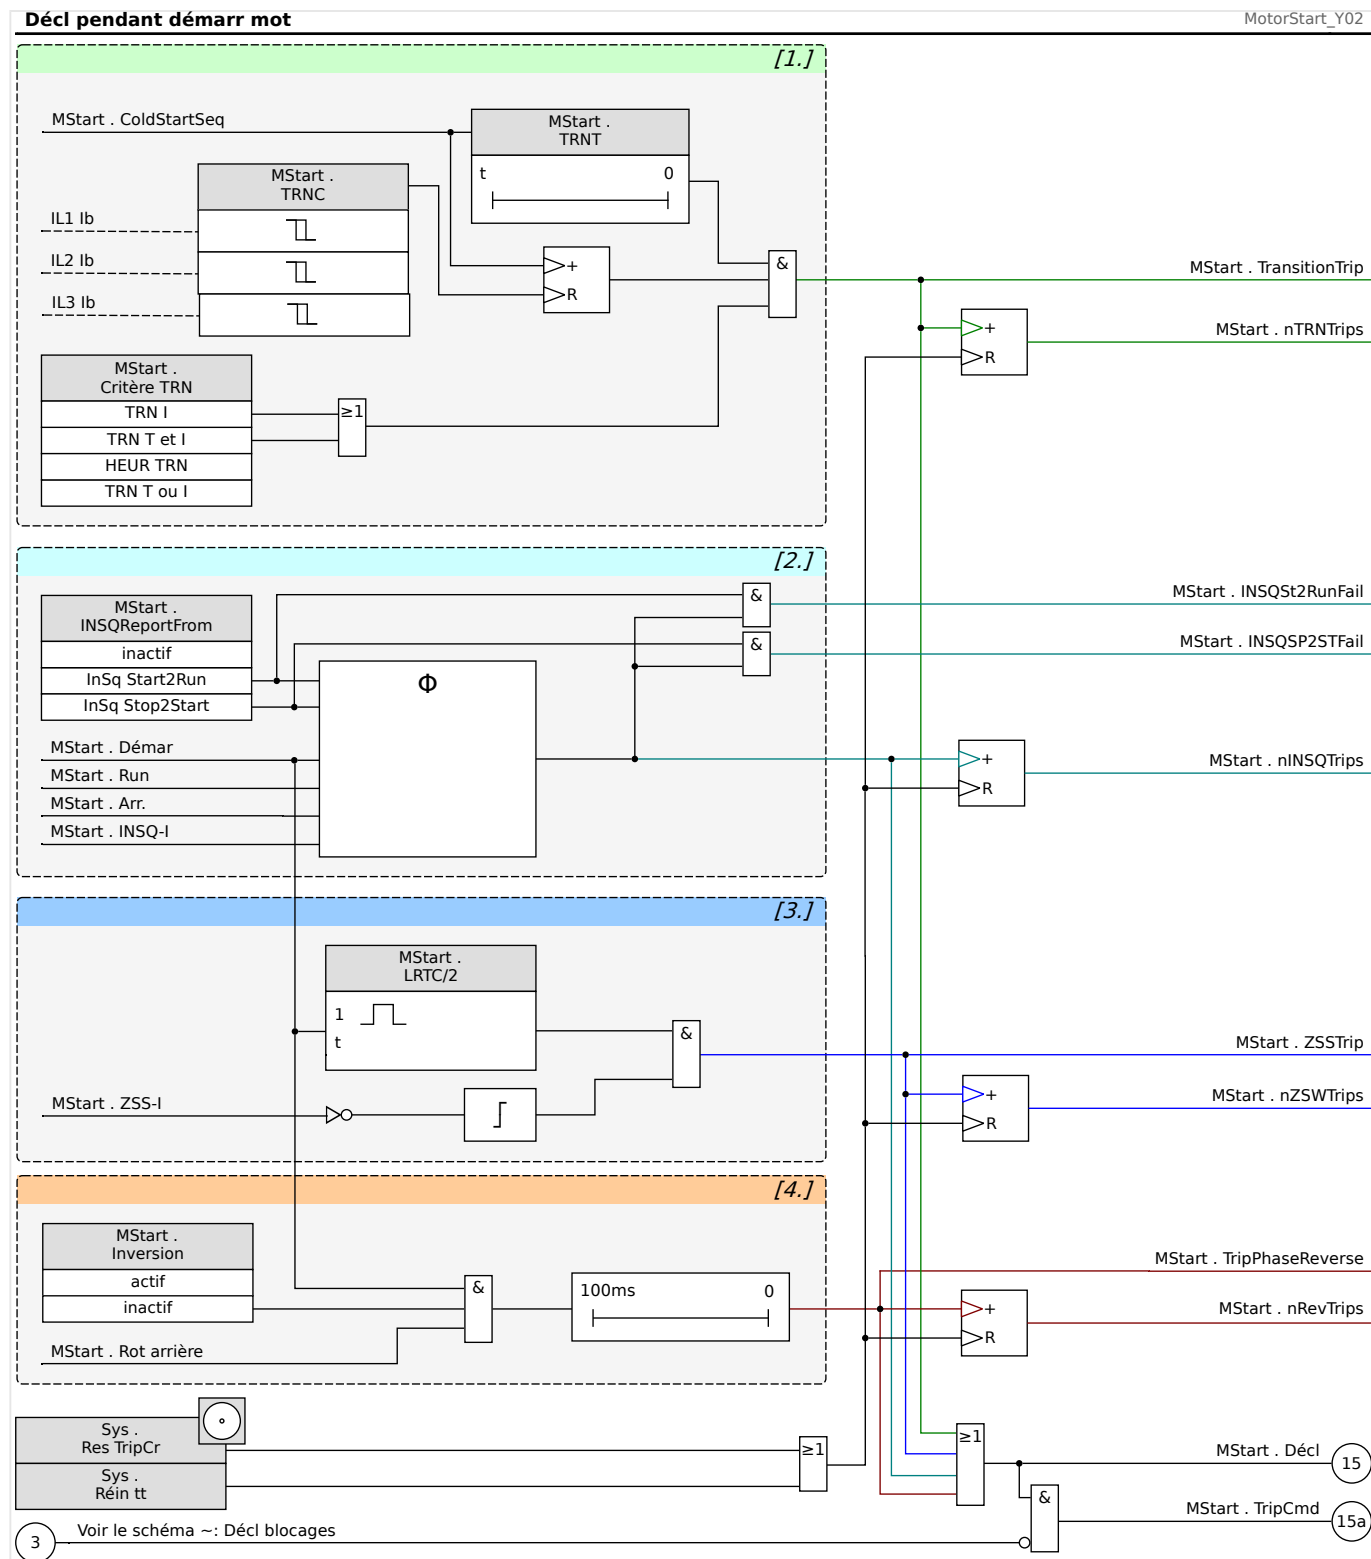 Décl pendant démarr mot
MotorStart_Y02
[1.]
MStart . ColdStartSeq
MStart .
TRNT
t
0
MStart .
TRNC
IL1 Ib
IL2 Ib
IL3 Ib
+
R
&
MStart . TransitionTrip
+
R
MStart . nTRNTrips
MStart .
Critère TRN
TRN I
TRN T et I
HEUR TRN
TRN T ou I
≥1
[2.]
MStart .
INSQReportFrom
inactif
InSq Start2Run
InSq Stop2Start
Φ
&
&
MStart . INSQSt2RunFail
MStart . INSQSP2STFail
MStart . Démar
MStart . Run
MStart . Arr.
MStart . INSQ-I
+
R
MStart . nINSQTrips
[3.]
MStart .
LRTC/2
1
t
&
MStart . ZSS-I
MStart . ZSSTrip
+
R
MStart . nZSWTrips
[4.]
MStart .
Inversion
actif
inactif
MStart . Rot arrière
&
100ms
0
MStart . TripPhaseReverse
+
R
MStart . nRevTrips
Sys .
Res TripCr
Sys .
Réin tt
≥1
≥1
MStart . Décl
15
&
MStart . TripCmd
15a
3
Voir le schéma ~: Décl blocages